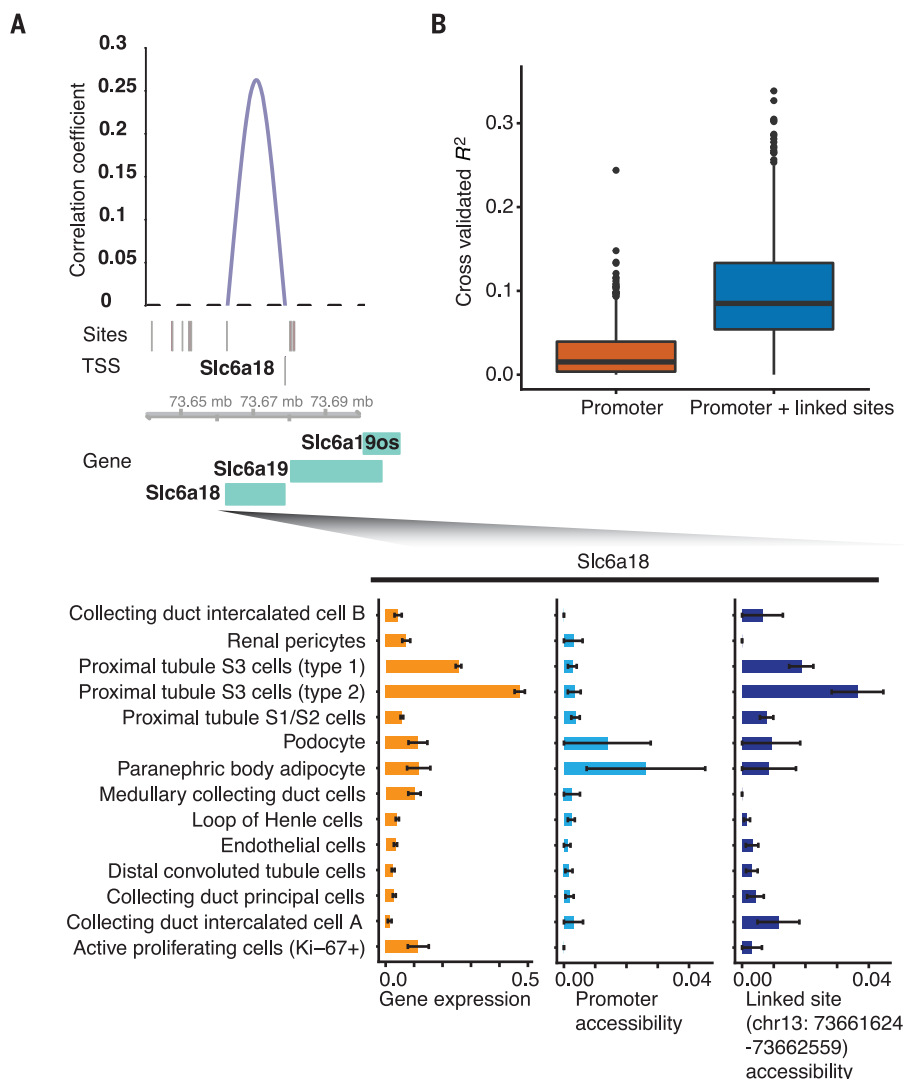 A
B
Correlation coefficient
0.3
0.25
0.2
0.15
0.1
0.05
0
Sites
TSS
Slc6a18
73.65 mb
73.67 mb
73.69 mb
Gene
Slc6a19os
Slc6a19
Slc6a18
Cross validated R²
0.3
0.2
0.1
0.0
Promoter
Promoter + linked sites
Slc6a18
Collecting duct intercalated cell B
Renal pericytes
Proximal tubule S3 cells (type 1)
Proximal tubule S3 cells (type 2)
Proximal tubule S1/S2 cells
Podocyte
Paranephric body adipocyte
Medullary collecting duct cells
Loop of Henle cells
Endothelial cells
Distal convoluted tubule cells
Collecting duct principal cells
Collecting duct intercalated cell A
Active proliferating cells (Ki–67+)
0.0 0.5
Gene expression
0.00 0.04
Promoter
accessibility
0.00 0.04
Linked site
(chr13: 73661624
-73662559)
accessibility